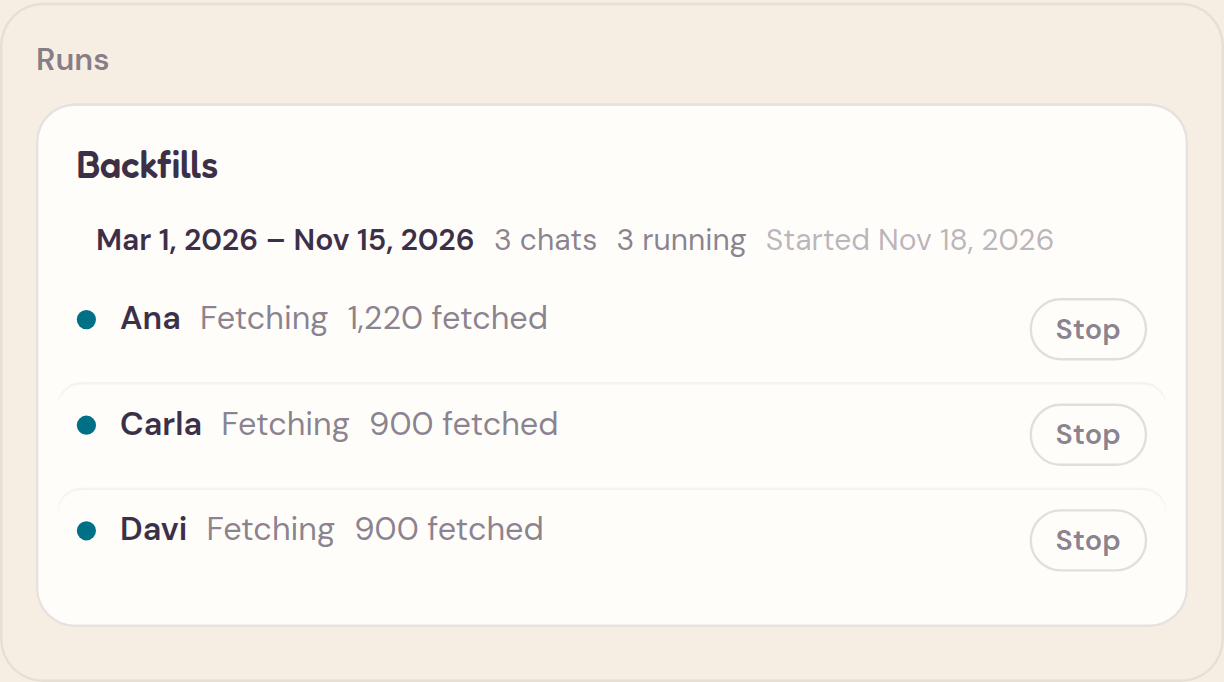 Runs
Backfills
Mar 1, 2026 – Nov 15, 2026 3 chats 3 running Started Nov 18, 2026
Ana Fetching 1,220 fetched Stop
Carla Fetching 900 fetched Stop
Davi Fetching 900 fetched Stop